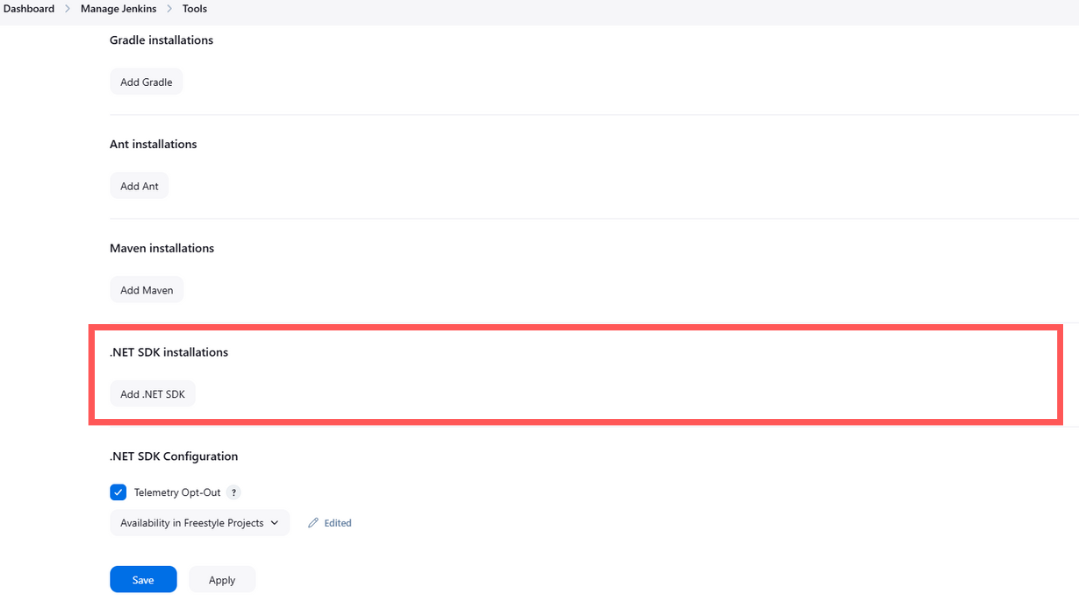 Dashboard > Manage Jenkins > Tools
Gradle installations
Add Gradle
Ant installations
Add Ant
Maven installations
Add Maven
.NET SDK installations
Add .NET SDK
.NET SDK Configuration
Telemetry Opt-Out ?
Availability in Freestyle Projects Edited
Save Apply